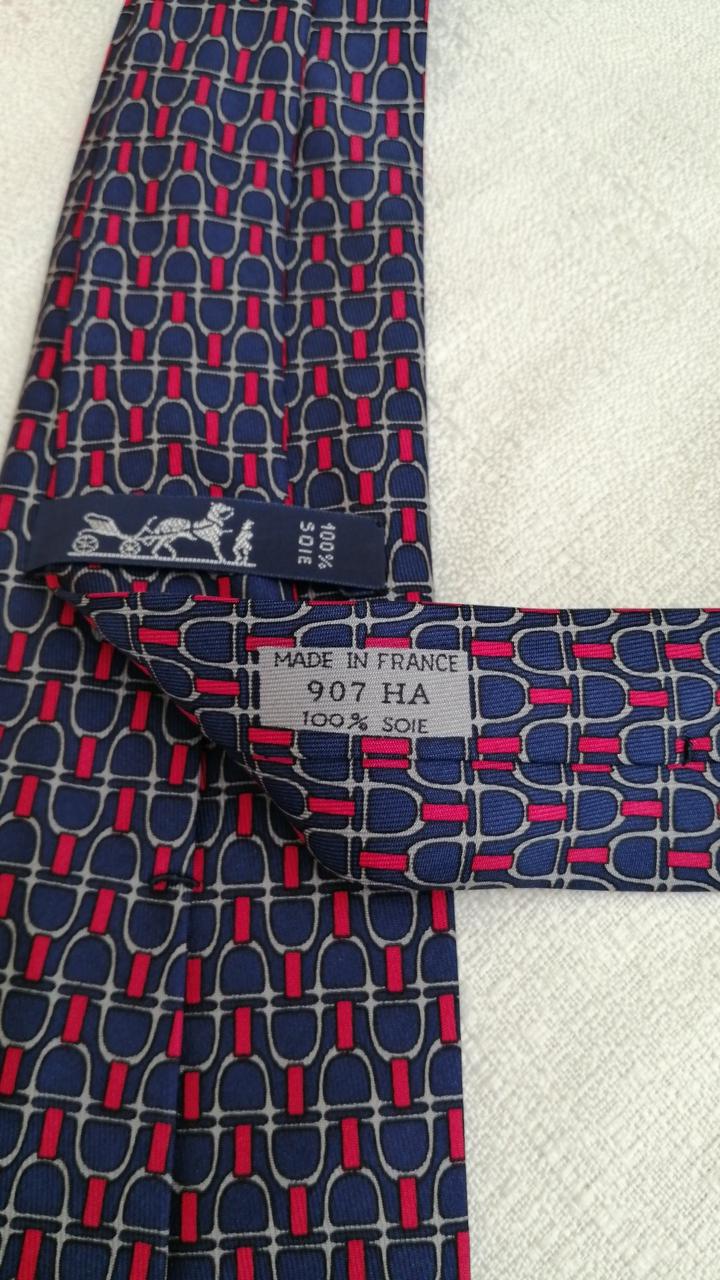 100%
SOIE
MADE IN FRANCE
907 HA
100% SOIE